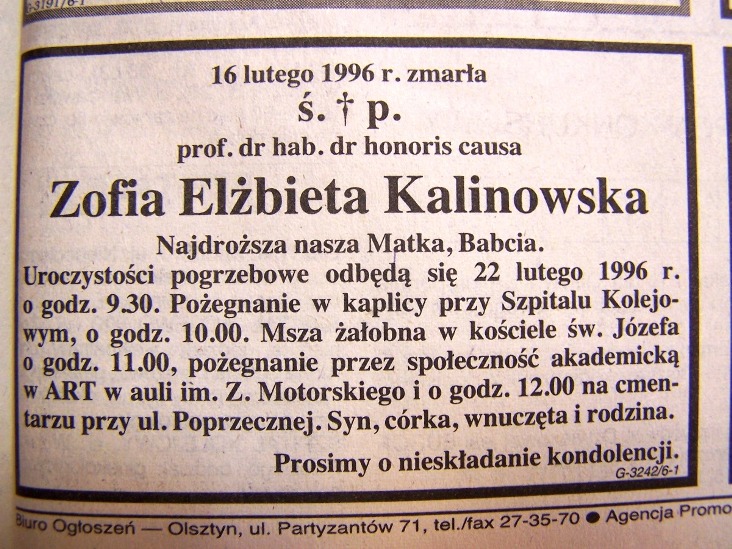 G-3191/6-1
16 lutego 1996 r. zmarła
ś. † p.
prof. dr hab. dr honoris causa
Zofia Elżbieta Kalinowska
Najdroższa nasza Matka, Babcia.
Uroczystości pogrzebowe odbędą się 22 lutego 1996 r.
o godz. 9.30. Pożegnanie w kaplicy przy Szpitalu Kolejo-
wym, o godz. 10.00. Msza żałobna w kościele św. Józefa
o godz. 11.00, pożegnanie przez społeczność akademicką
w ART w auli im. Z. Motorskiego i o godz. 12.00 na cmen-
tarzu przy ul. Poprzecznej. Syn, córka, wnuczęta i rodzina.
Prosimy o nieskładanie kondolencji.
G-3242/6-1
Biuro Ogłoszeń — Olsztyn, ul. Partyzantów 71, tel./fax 27-35-70 ● Agencja Promo